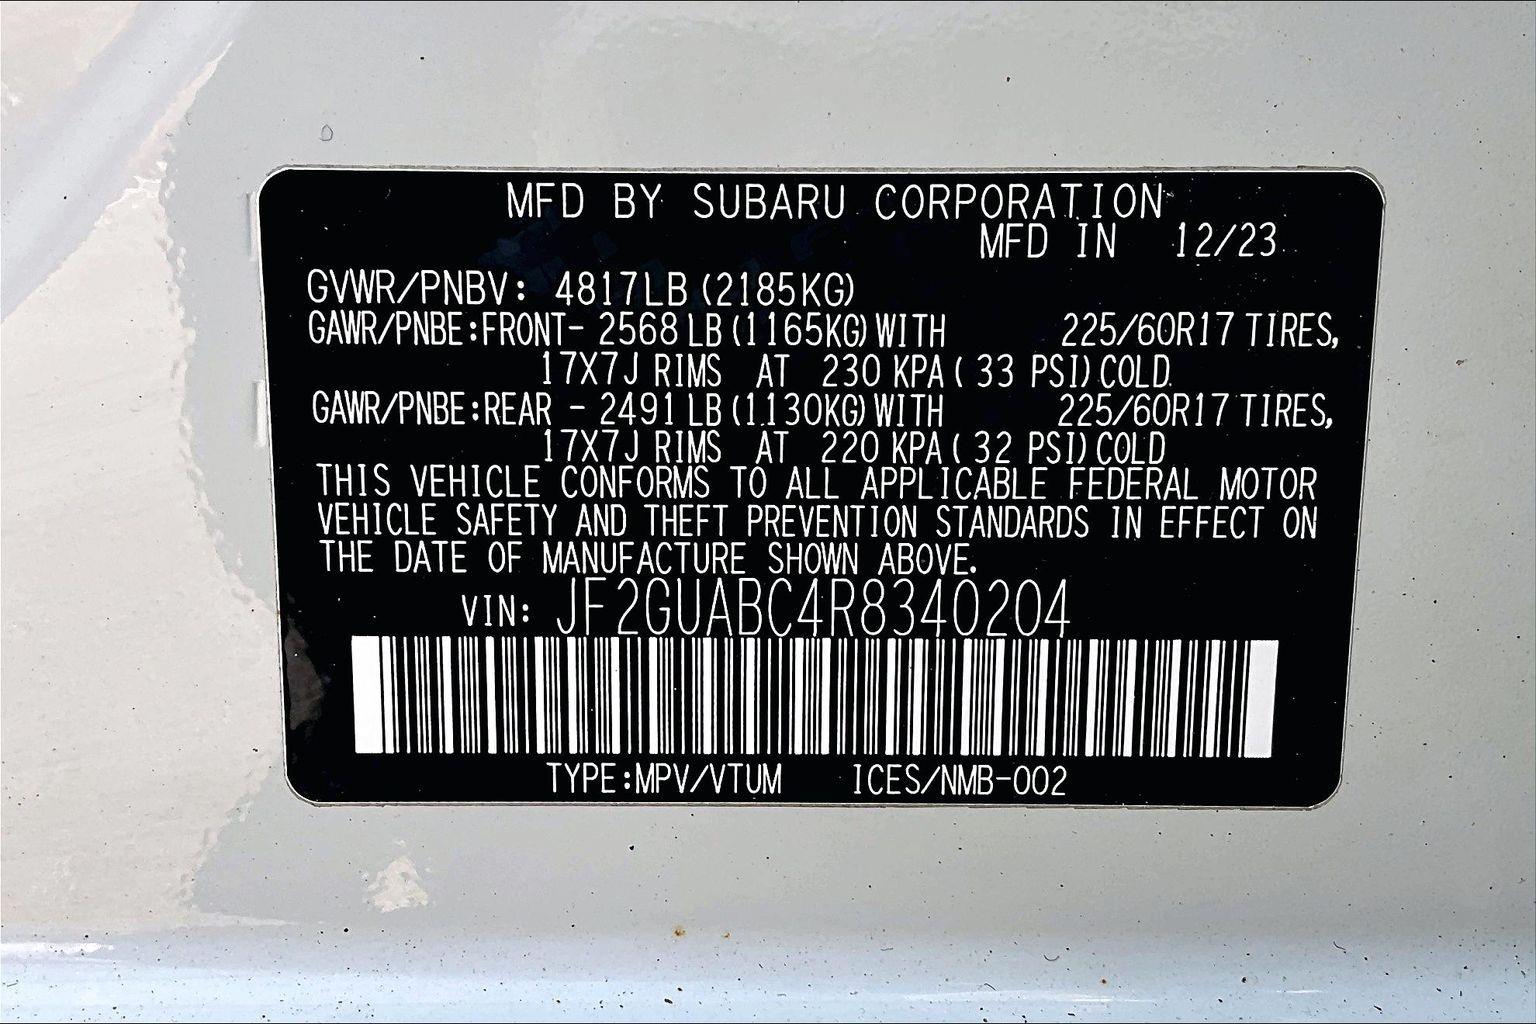 MFD BY SUBARU CORPORATION
MFD IN 12/23
GVWR/PNBV: 4817LB (2185KG)
GAWR/PNBE:FRONT- 2568 LB (1165KG) WITH 225/60R17 TIRES,
17X7J RIMS AT 230 KPA ( 33 PSI) COLD
GAWR/PNBE:REAR - 2491 LB (1130KG) WITH 225/60R17 TIRES,
17X7J RIMS AT 220 KPA ( 32 PSI) COLD
THIS VEHICLE CONFORMS TO ALL APPLICABLE FEDERAL MOTOR
VEHICLE SAFETY AND THEFT PREVENTION STANDARDS IN EFFECT ON
THE DATE OF MANUFACTURE SHOWN ABOVE.
VIN: JF2GUABC4R8340204
TYPE:MPV/VTUM ICES/NMB-002